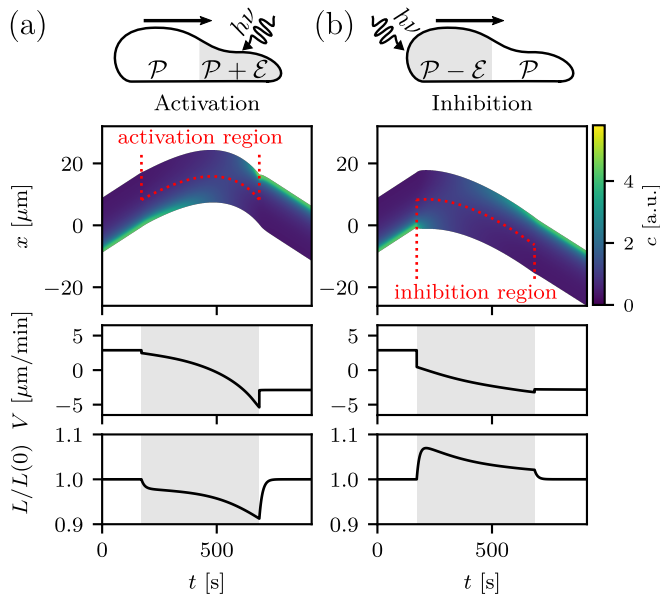 (a)
hν
𝒫
𝒫 + ℰ
Activation
(b)
hν
𝒫 − ℰ
𝒫
Inhibition
activation region
inhibition region
x [μm]
20
0
−20
c [a.u.]
4
2
0
V [μm/min]
5
0
−5
L/L(0)
1.1
1.0
0.9
0
500
t [s]
0
500
t [s]